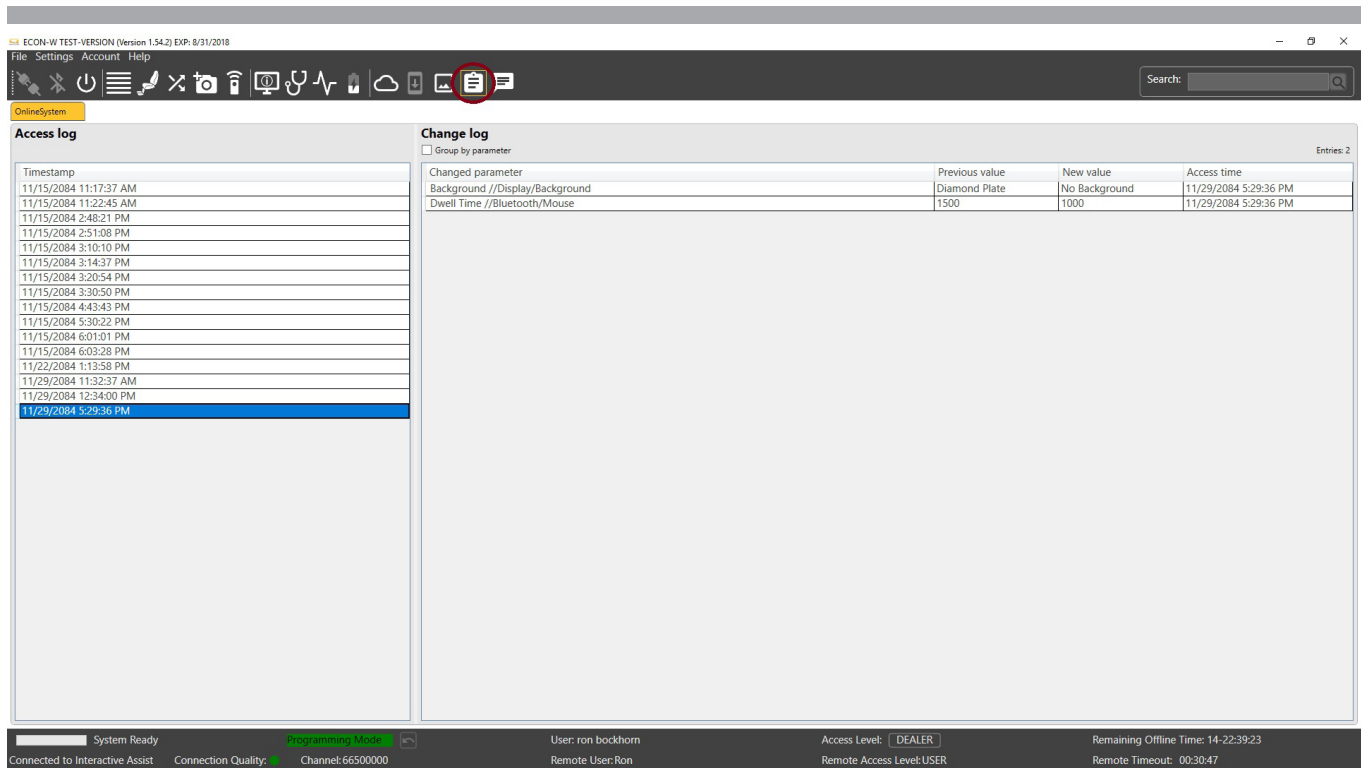 ECON-W TEST-VERSION (Version 1.54.2) EXP: 8/31/2018
File Settings Account Help
Search:
OnlineSystem
Access log
Timestamp
11/15/2084 11:17:37 AM
11/15/2084 11:22:45 AM
11/15/2084 2:48:21 PM
11/15/2084 2:51:08 PM
11/15/2084 3:10:10 PM
11/15/2084 3:14:37 PM
11/15/2084 3:20:54 PM
11/15/2084 3:30:50 PM
11/15/2084 4:43:43 PM
11/15/2084 5:30:22 PM
11/15/2084 6:01:01 PM
11/15/2084 6:03:28 PM
11/22/2084 1:13:58 PM
11/29/2084 11:32:37 AM
11/29/2084 12:34:00 PM
11/29/2084 5:29:36 PM
Change log
Group by parameter Entries: 2
Changed parameter Previous value New value Access time
Background //Display/Background Diamond Plate No Background 11/29/2084 5:29:36 PM
Dwell Time //Bluetooth/Mouse 1500 1000 11/29/2084 5:29:36 PM
System Ready Programming Mode User: ron bockhorn Access Level: DEALER Remaining Offline Time: 14-22:39:23
Connected to Interactive Assist Connection Quality: Channel:66500000 Remote User:Ron Remote Access Level:USER Remote Timeout: 00:30:47